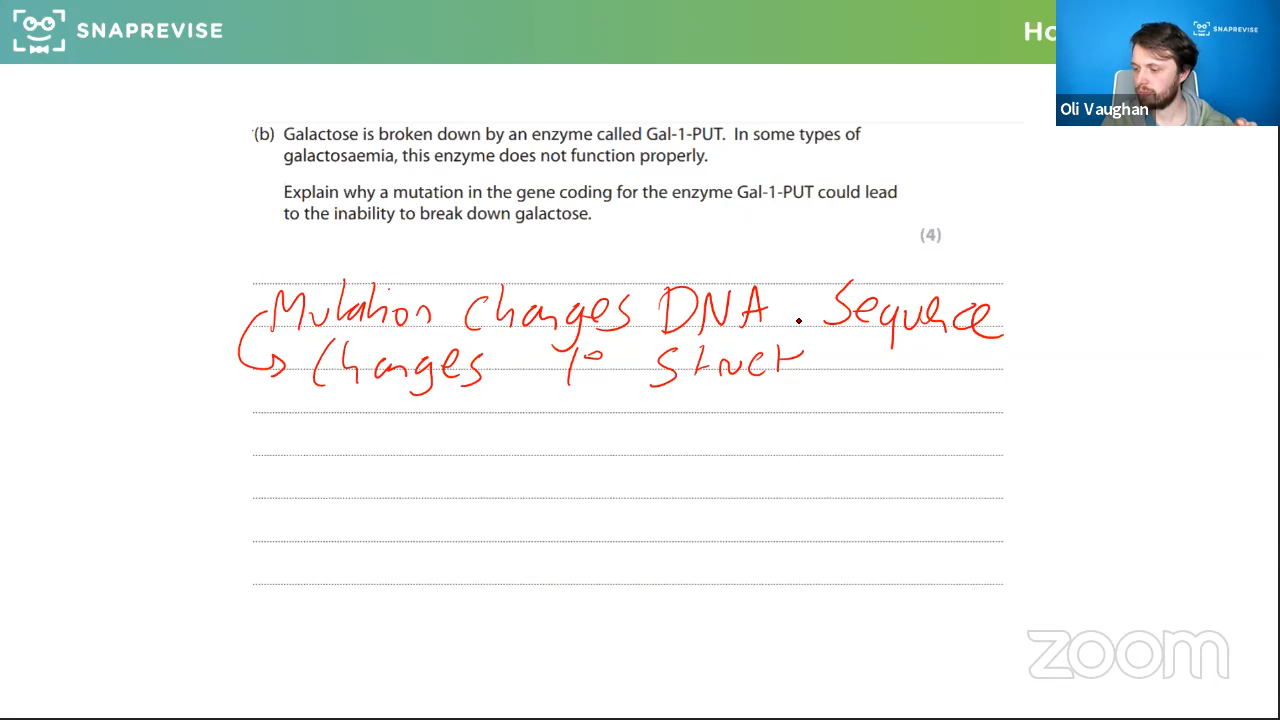 SNAPREVISE
Ho
SNAPREVISE
Oli Vaughan
(b) Galactose is broken down by an enzyme called Gal-1-PUT. In some types of
galactosaemia, this enzyme does not function properly.
Explain why a mutation in the gene coding for the enzyme Gal-1-PUT could lead
to the inability to break down galactose.
(4)
Mutation changes DNA . Sequence
Changes 1° Struct
zoom